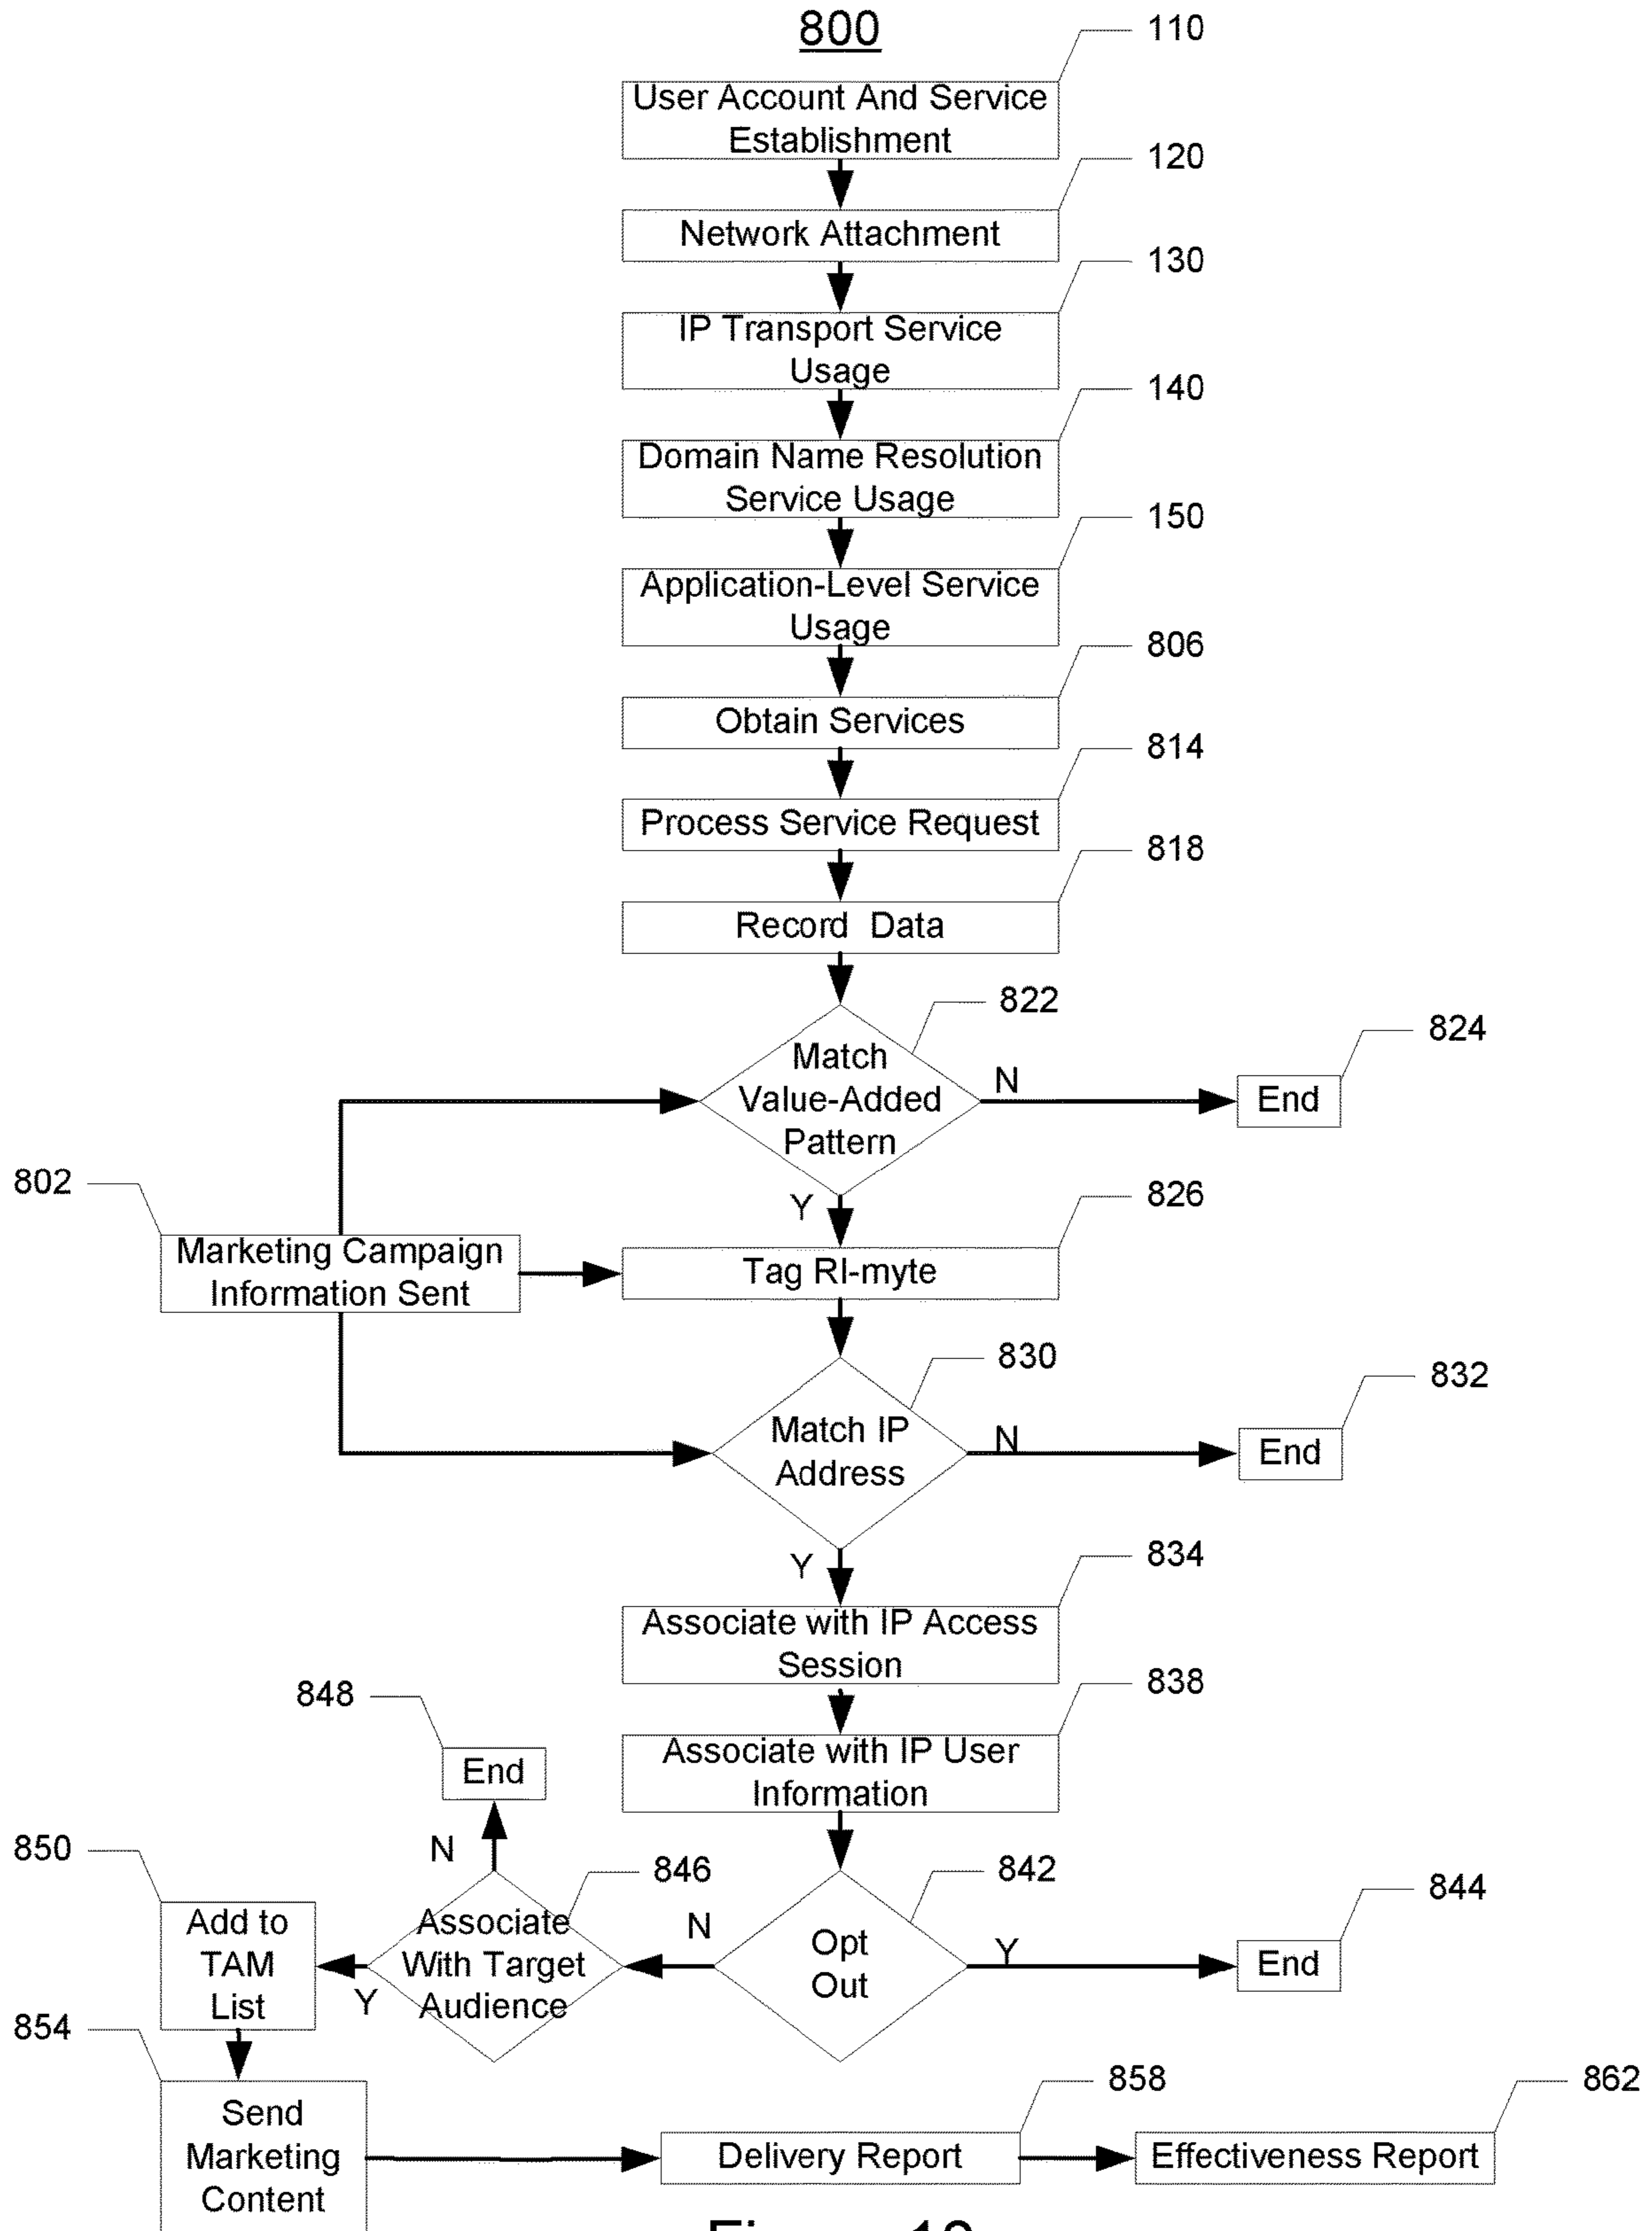 800
110
User Account And Service
Establishment
120
Network Attachment
130
IP Transport Service
Usage
140
Domain Name Resolution
Service Usage
150
Application-Level Service
Usage
806
Obtain Services
814
Process Service Request
818
Record Data
822
Match
Value-Added
Pattern
N
824
End
Y
802
Marketing Campaign
Information Sent
826
Tag RI-myte
830
Match IP
Address
N
832
End
Y
834
Associate with IP Access
Session
838
Associate with IP User
Information
848
End
N
850
Add to
TAM
List
846
Associate
With Target
Audience
Y
N
842
Opt
Out
Y
844
End
854
Send
Marketing
Content
858
Delivery Report
862
Effectiveness Report